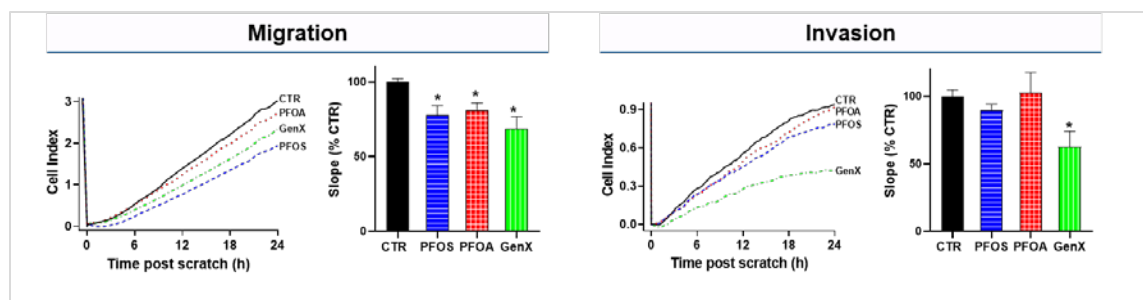 Migration
Cell Index
3
2
1
0
0
6
12
18
24
Time post scratch (h)
CTR
PFOA
GenX
PFOS
Slope (% CTR)
100
50
0
*
*
*
CTR
PFOS
PFOA
GenX
Invasion
Cell Index
0.9
0.6
0.3
0.0
0
6
12
18
24
Time post scratch (h)
CTR
PFOA
PFOS
GenX
Slope (% CTR)
100
50
0
*
CTR
PFOS
PFOA
GenX